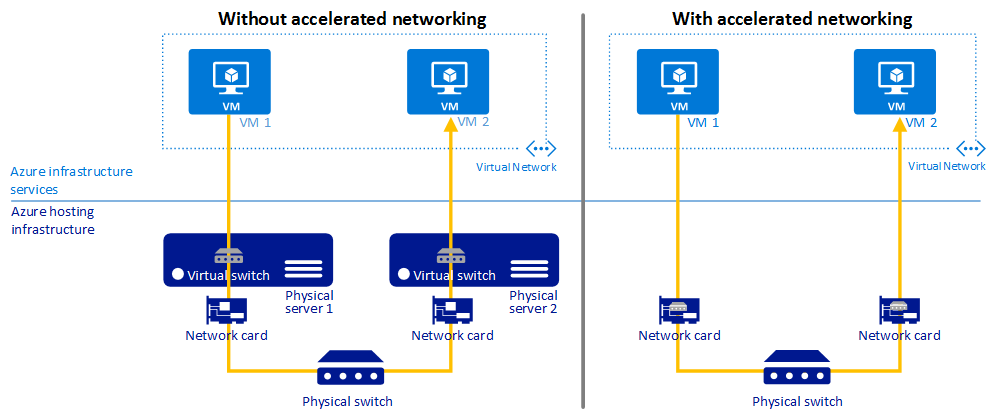 Without accelerated networking
With accelerated networking
VM
VM 1
VM
VM 2
VM
VM 1
VM
VM 2
Virtual Network
Virtual Network
Azure infrastructure
services
Azure hosting
infrastructure
Virtual switch
Virtual switch
Physical
server 1
Physical
server 2
Network card
Network card
Network card
Network card
Physical switch
Physical switch